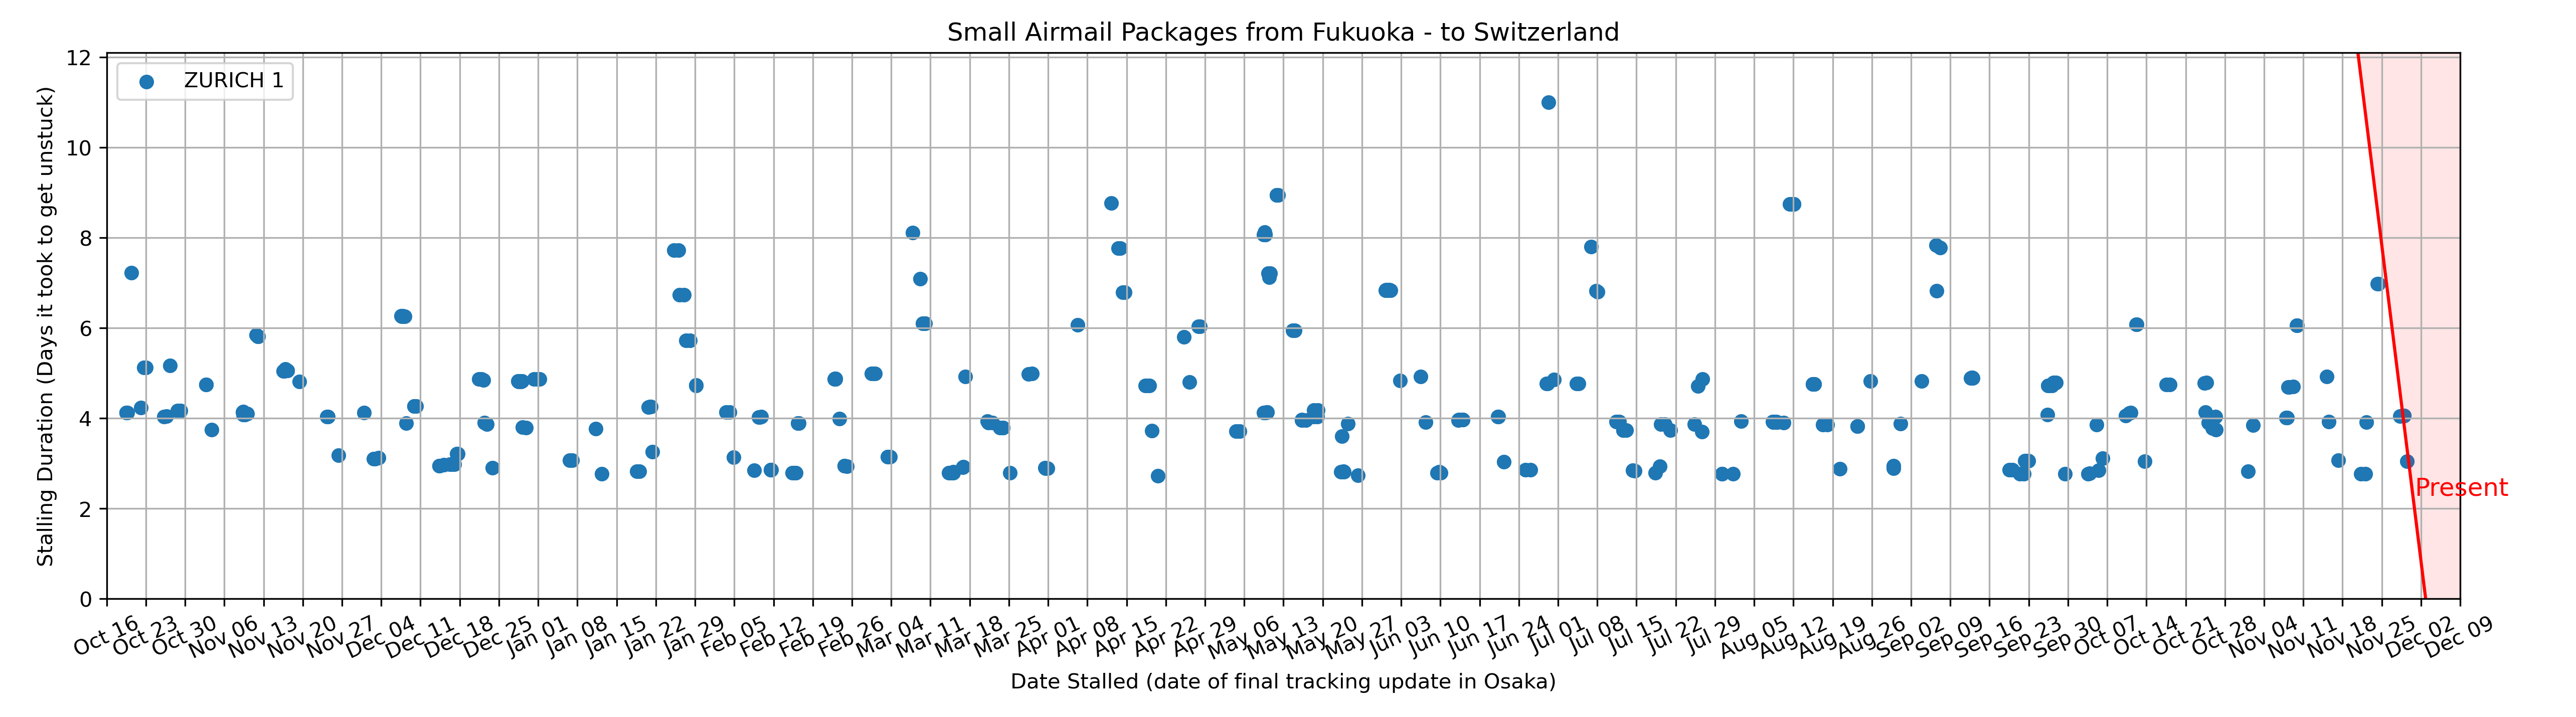 Small Airmail Packages from Fukuoka - to Switzerland
ZURICH 1
Stalling Duration (Days it took to get unstuck)
12
10
8
6
4
2
0
Present
Oct 16
Oct 23
Oct 30
Nov 06
Nov 13
Nov 20
Nov 27
Dec 04
Dec 11
Dec 18
Dec 25
Jan 01
Jan 08
Jan 15
Jan 22
Jan 29
Feb 05
Feb 12
Feb 19
Feb 26
Mar 04
Mar 11
Mar 18
Mar 25
Apr 01
Apr 08
Apr 15
Apr 22
Apr 29
May 06
May 13
May 20
May 27
Jun 03
Jun 10
Jun 17
Jun 24
Jul 01
Jul 08
Jul 15
Jul 22
Jul 29
Aug 05
Aug 12
Aug 19
Aug 26
Sep 02
Sep 09
Sep 16
Sep 23
Sep 30
Oct 07
Oct 14
Oct 21
Oct 28
Nov 04
Nov 11
Nov 18
Nov 25
Dec 02
Dec 09
Date Stalled (date of final tracking update in Osaka)